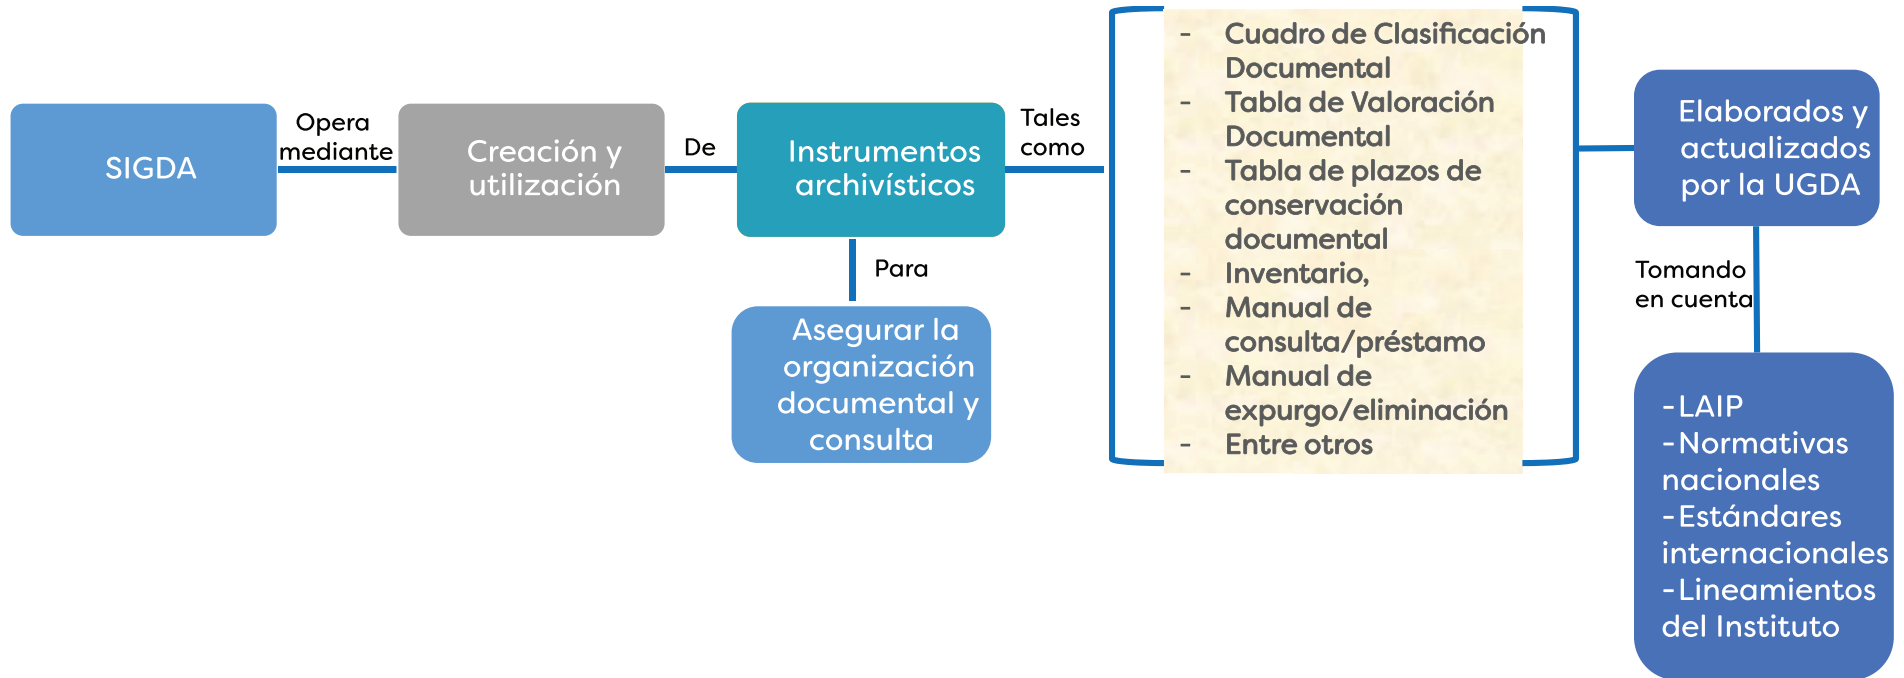 SIGDA
Opera
mediante
Creación y
utilización
De
Instrumentos
archivísticos
Para
Asegurar la
organización
documental y
consulta
Tales
como
- Cuadro de Clasificación
Documental
- Tabla de Valoración
Documental
- Tabla de plazos de
conservación
documental
- Inventario,
- Manual de
consulta/préstamo
- Manual de
expurgo/eliminación
- Entre otros
Elaborados y
actualizados
por la UGDA
Tomando
en cuenta
-LAIP
-Normativas
nacionales
-Estándares
internacionales
-Lineamientos
del Instituto